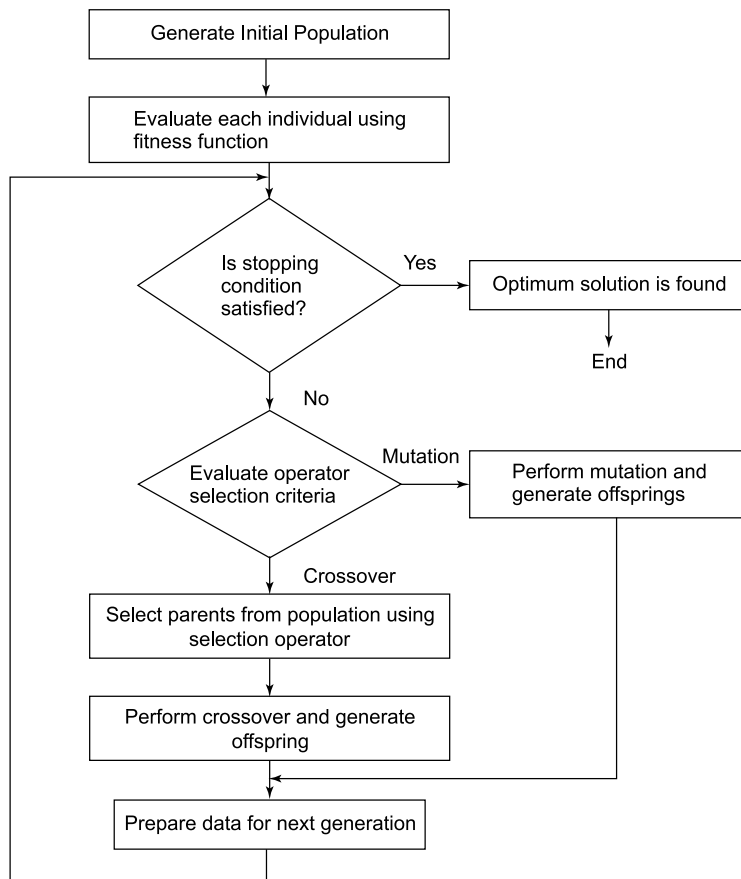 Generate Initial Population
Evaluate each individual using
fitness function
Is stopping
condition
satisfied?
Yes
Optimum solution is found
End
No
Evaluate operator
selection criteria
Mutation
Perform mutation and
generate offsprings
Crossover
Select parents from population using
selection operator
Perform crossover and generate
offspring
Prepare data for next generation